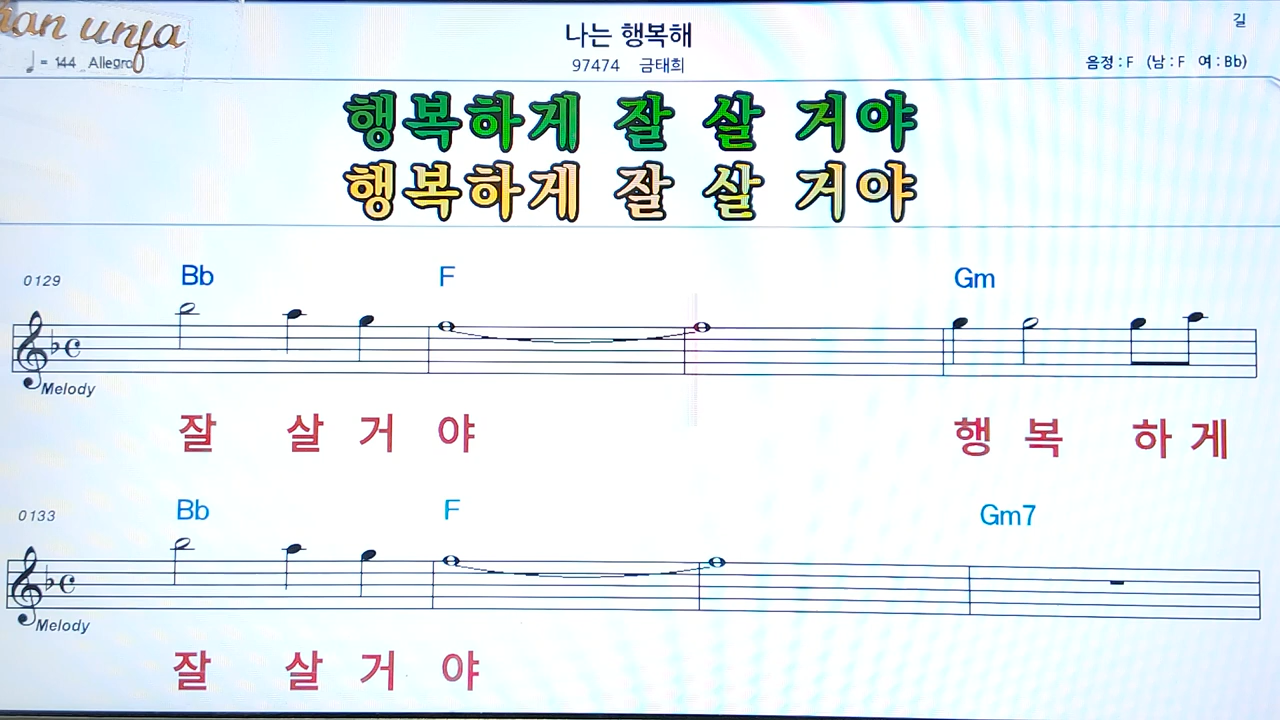 길
나는 행복해
♩ = 144 Allegro
97474 금태희
음정 : F (남 : F 여 : Bb)
행복하게 잘 살 거야
행복하게 잘 살 거야
0129 Bb F Gm
Melody
잘 살 거 야 행 복 하 게
0133 Bb F Gm7
Melody
잘 살 거 야